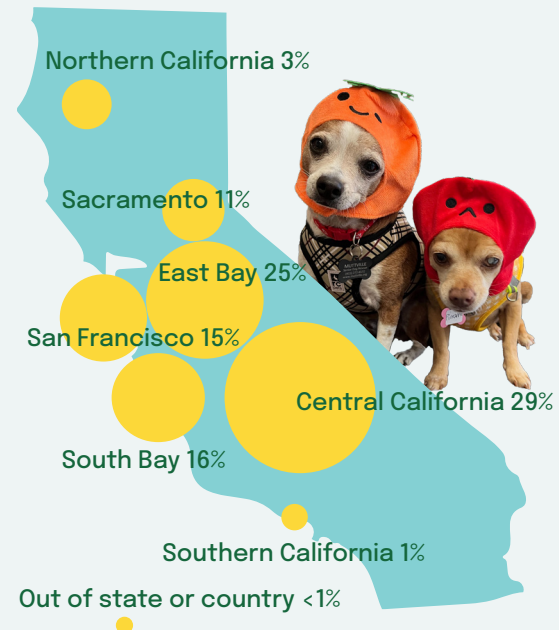 Northern California 3%
Sacramento 11%
East Bay 25%
San Francisco 15%
Central California 29%
South Bay 16%
Southern California 1%
Out of state or country <1%